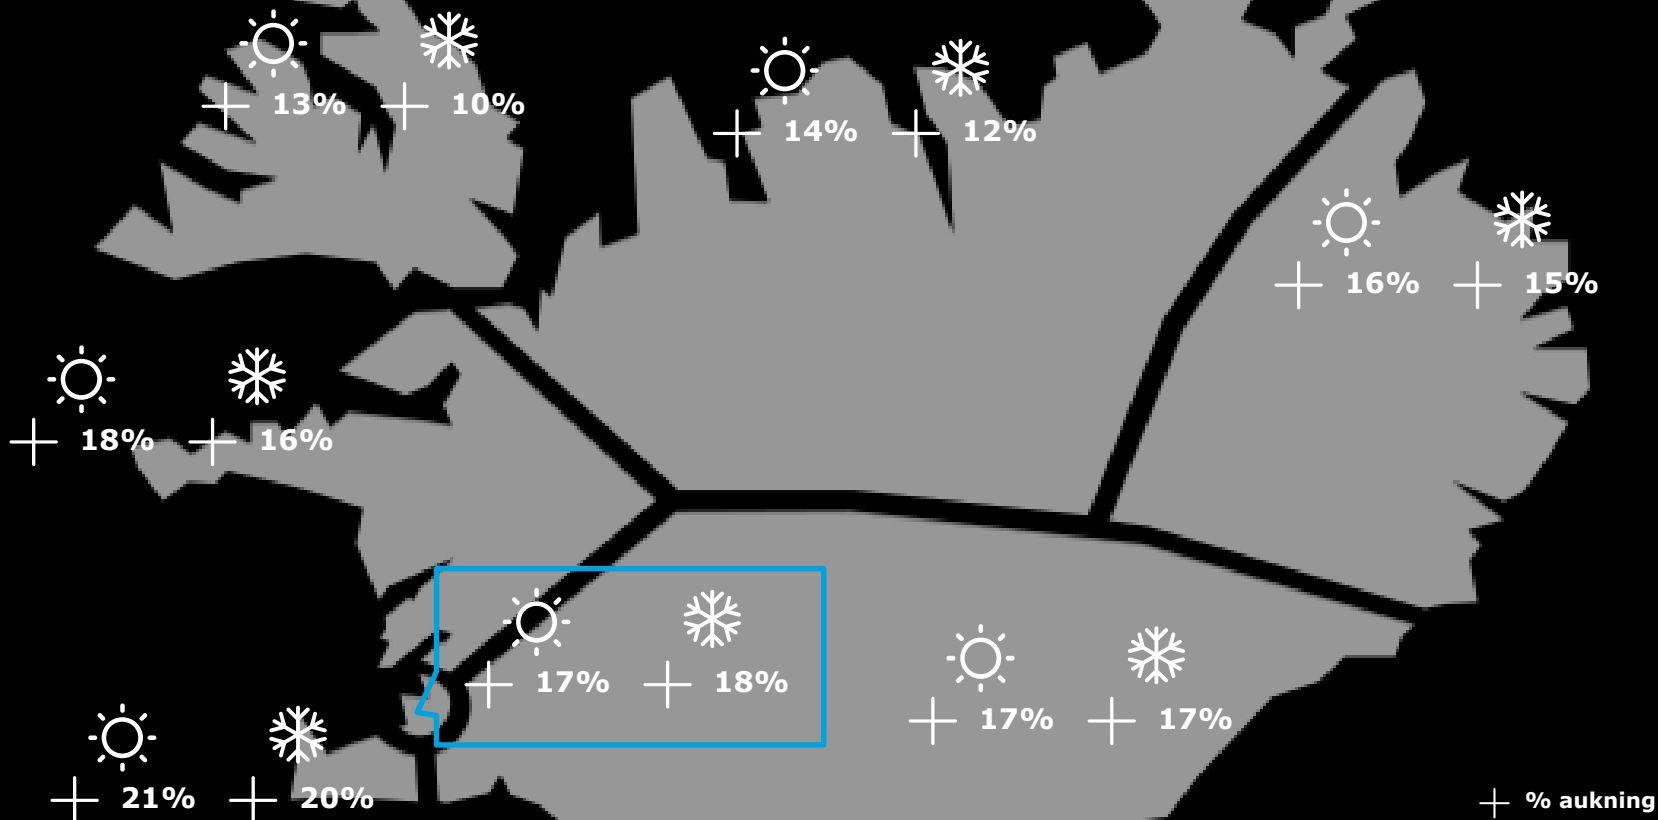 + 13% + 10%
+ 14% + 12%
+ 16% + 15%
+ 18% + 16%
+ 17% + 18%
+ 17% + 17%
+ 21% + 20%
+ % aukning